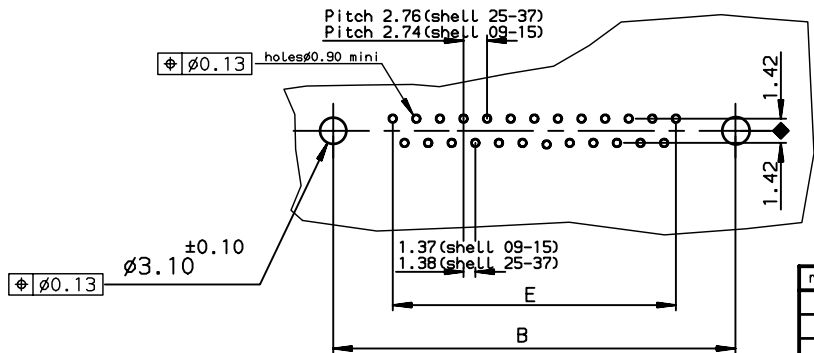 Pitch 2.76(shell 25-37)
Pitch 2.74(shell 09-15)
⌖ ø0.13
holesø0.90 mini
1.42
1.42
±0.10
ø3.10
⌖ ø0.13
1.37(shell 09-15)
1.38(shell 25-37)
E
B